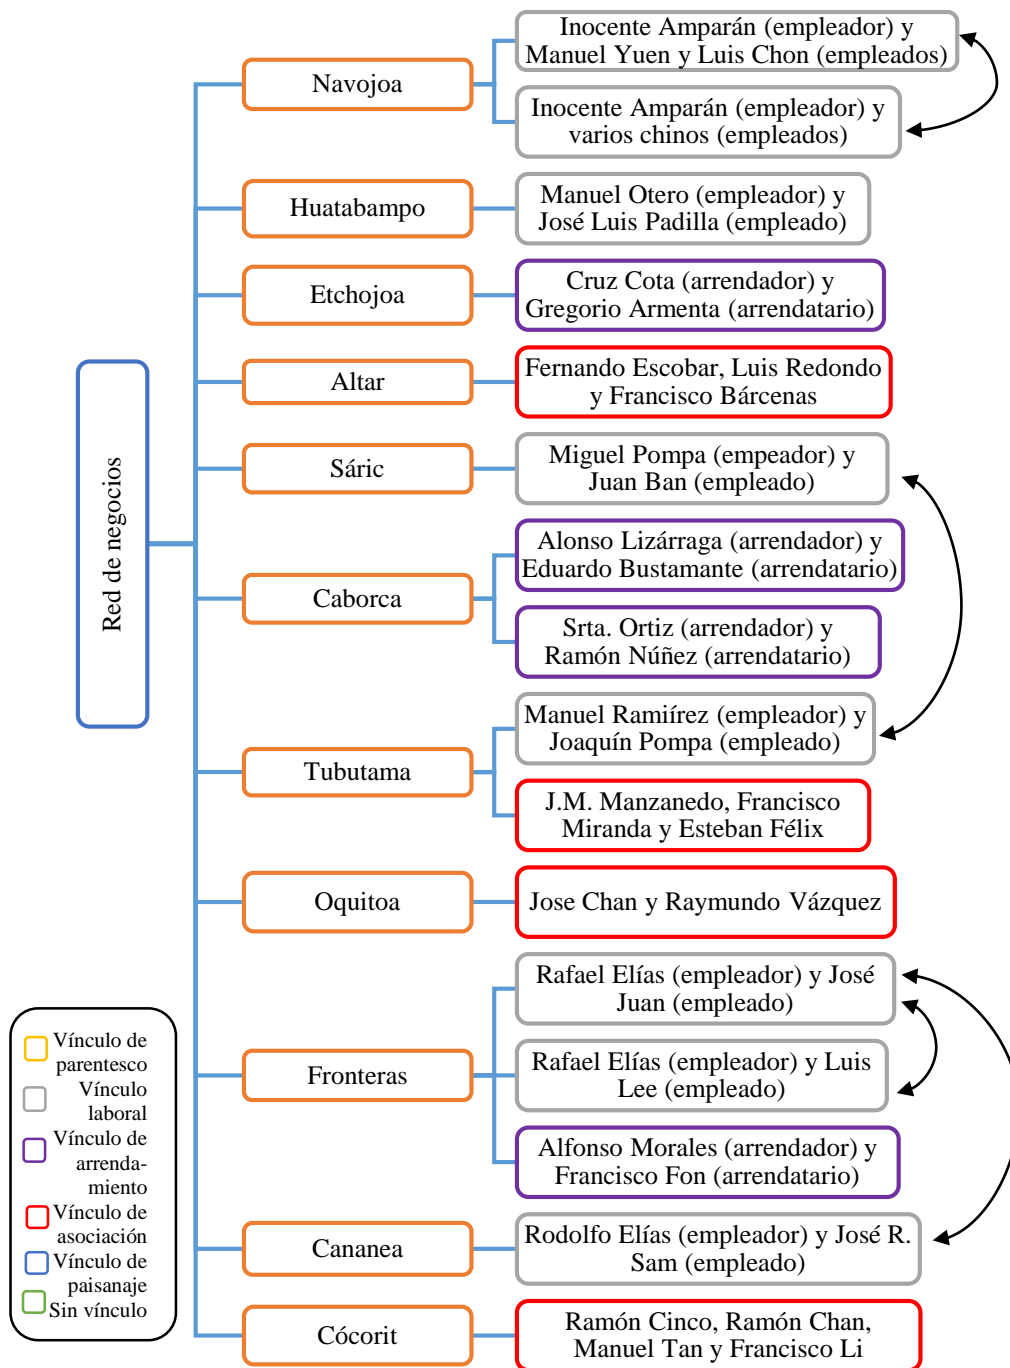 Red de negocios
Navojoa
Inocente Amparán (empleador) y
Manuel Yuen y Luis Chon (empleados)
Inocente Amparán (empleador) y
varios chinos (empleados)
Huatabampo
Manuel Otero (empleador) y
José Luis Padilla (empleado)
Etchojoa
Cruz Cota (arrendador) y
Gregorio Armenta (arrendatario)
Altar
Fernando Escobar, Luis Redondo
y Francisco Bárcenas
Sáric
Miguel Pompa (empeador) y
Juan Ban (empleado)
Caborca
Alonso Lizárraga (arrendador) y
Eduardo Bustamante (arrendatario)
Srta. Ortiz (arrendador) y
Ramón Núñez (arrendatario)
Tubutama
Manuel Ramiírez (empleador) y
Joaquín Pompa (empleado)
J.M. Manzanedo, Francisco
Miranda y Esteban Félix
Oquitoa
Jose Chan y Raymundo Vázquez
Fronteras
Rafael Elías (empleador) y José
Juan (empleado)
Rafael Elías (empleador) y Luis
Lee (empleado)
Alfonso Morales (arrendador) y
Francisco Fon (arrendatario)
Cananea
Rodolfo Elías (empleador) y José R.
Sam (empleado)
Cócorit
Ramón Cinco, Ramón Chan,
Manuel Tan y Francisco Li
Vínculo de
parentesco
Vínculo
laboral
Vínculo de
arrenda-
miento
Vínculo de
asociación
Vínculo de
paisanaje
Sin vínculo